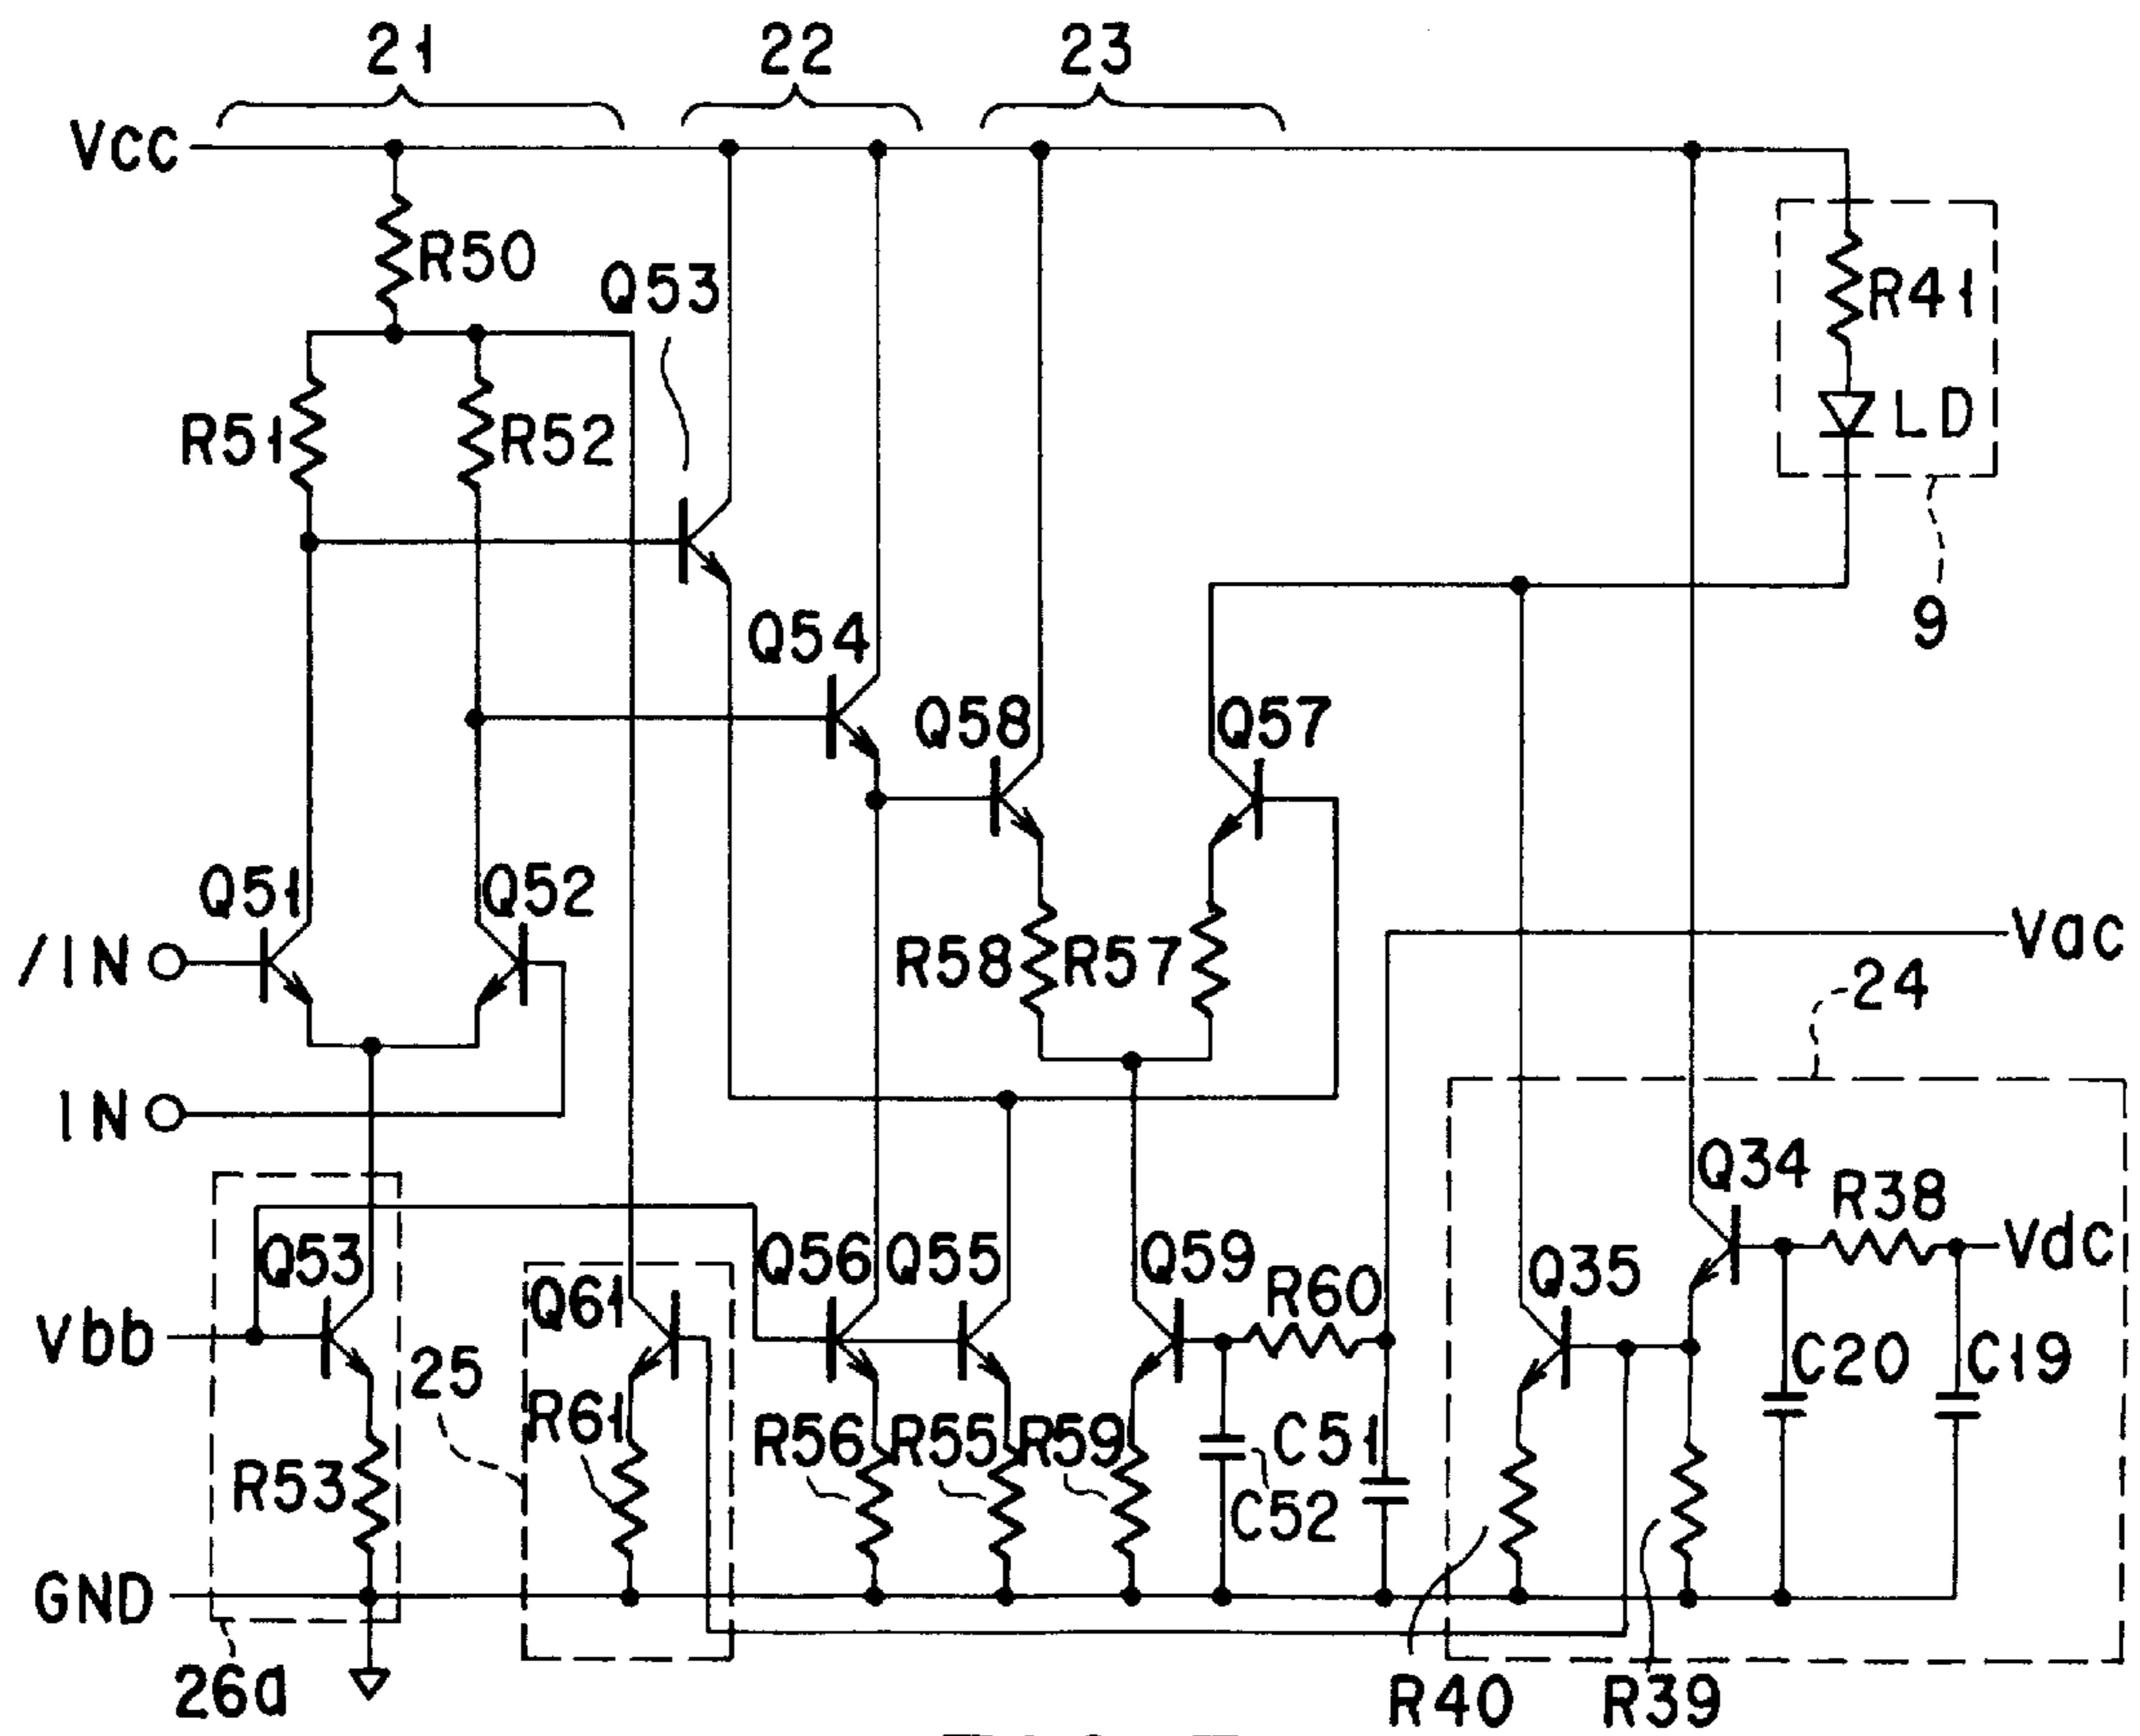 21
22
23
Vcc
R50
Q53
R41
R51
R52
LD
9
Q54
Q58
Q57
Q51
Q52
/IN
R58
R57
Vac
24
IN
Q34
R38
Q53
Q56
Q55
Q59
Q35
Vdc
Q61
R60
Vbb
25
C20
C19
R61
R56
R55
R59
C51
R53
C52
GND
26a
R40
R39